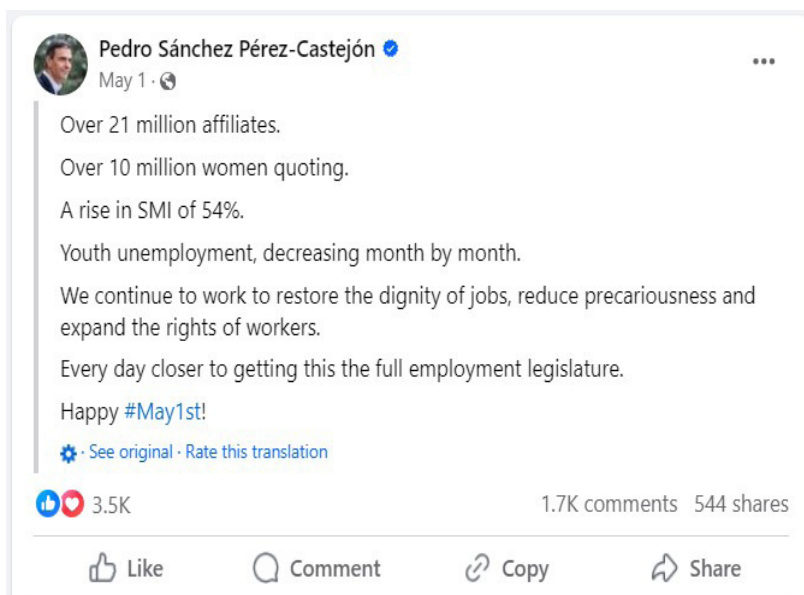 Pedro Sánchez Pérez-Castejón
May 1 ·
Over 21 million affiliates.
Over 10 million women quoting.
A rise in SMI of 54%.
Youth unemployment, decreasing month by month.
We continue to work to restore the dignity of jobs, reduce precariousness and
expand the rights of workers.
Every day closer to getting this the full employment legislature.
Happy #May1st!
· See original · Rate this translation
3.5K 1.7K comments 544 shares
Like Comment Copy Share